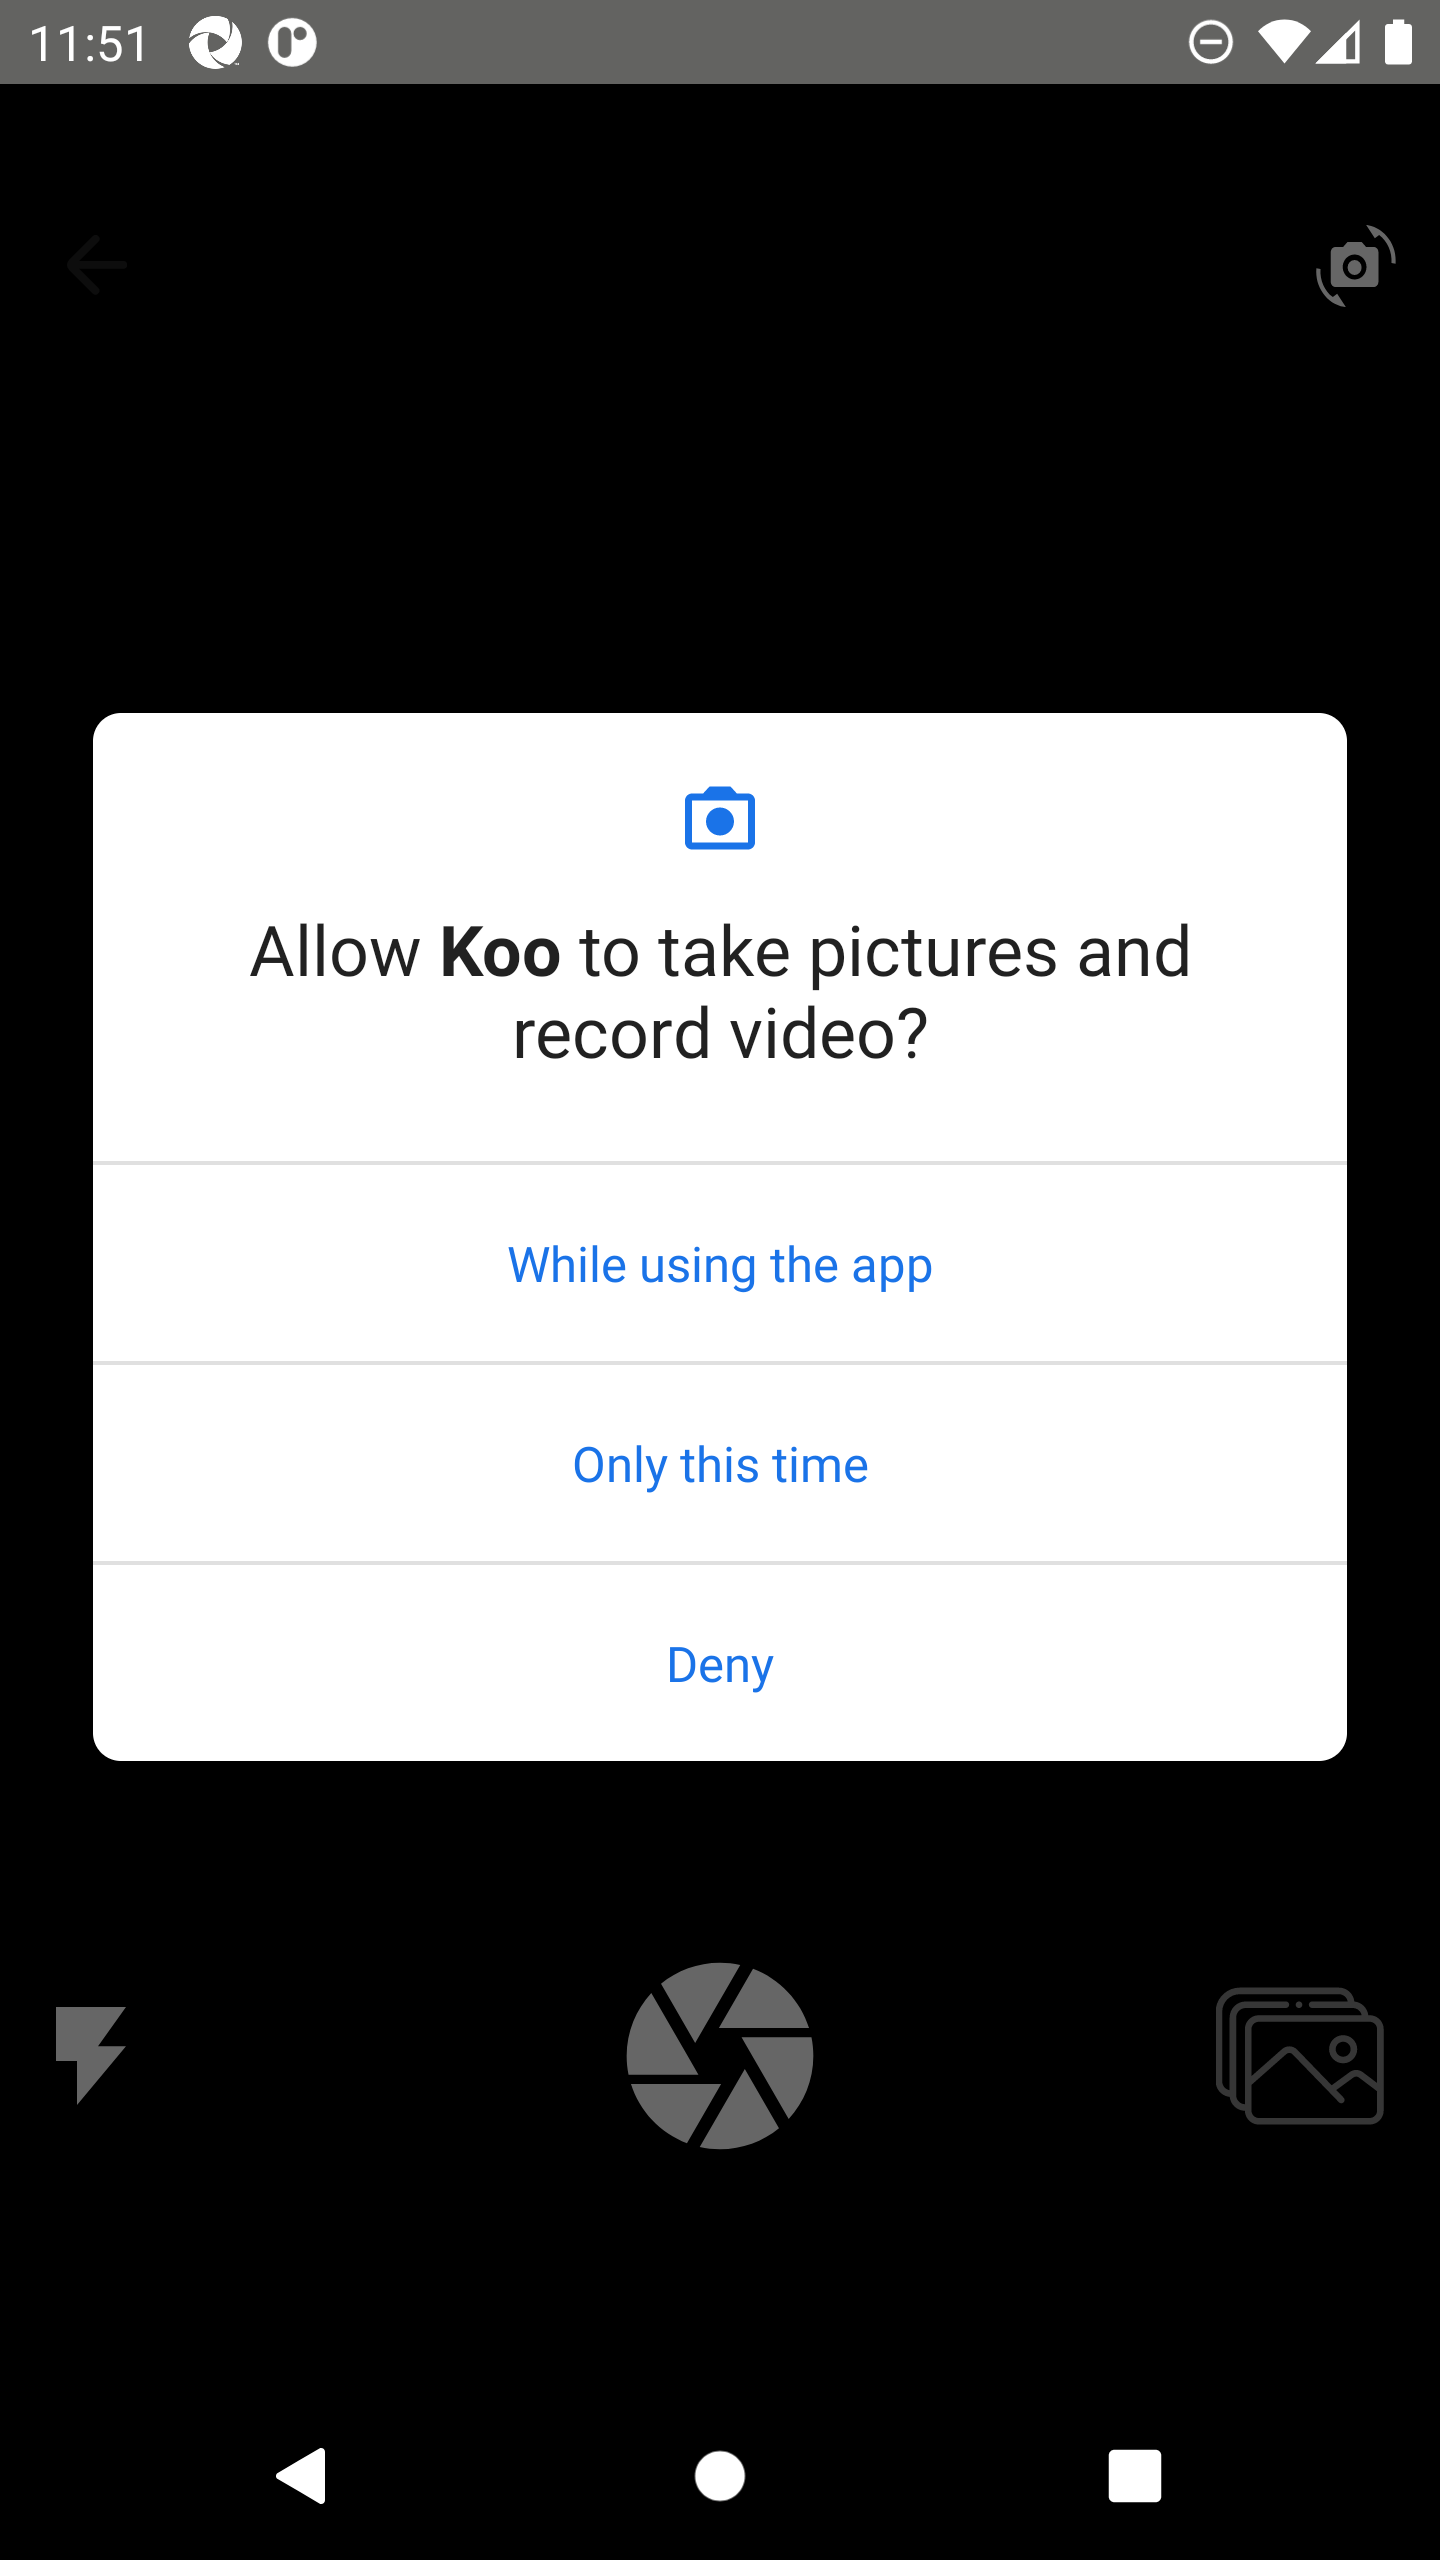 11:51
Allow Koo to take pictures and
record video?
While using the app
Only this time
Deny